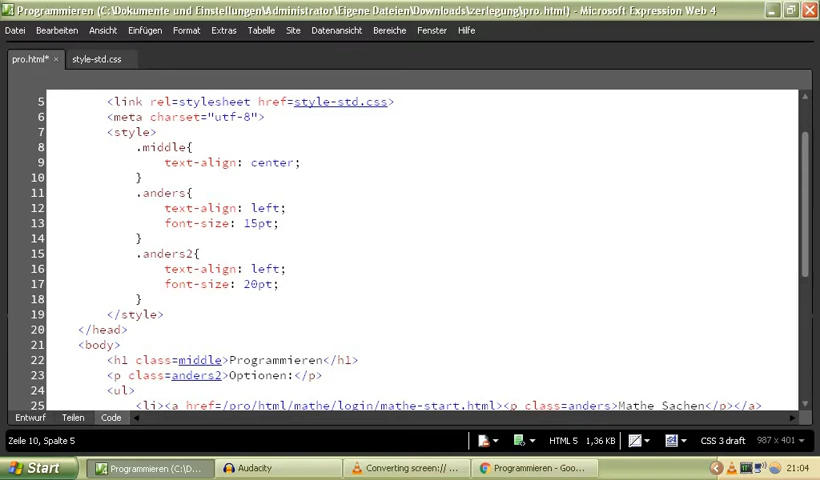 Programmieren (C:\Dokumente und Einstellungen\Administrator\Eigene Dateien\Downloads\zerlegung\pro.html) - Microsoft Expression Web 4
Datei Bearbeiten Ansicht Einfügen Format Extras Tabelle Site Datenansicht Bereiche Fenster Hilfe
pro.html* × style-std.css
5 <link rel=stylesheet href=style-std.css>
6 <meta charset="utf-8">
7 <style>
8 .middle{
9 text-align: center;
10 }
11 .anders{
12 text-align: left;
13 font-size: 15pt;
14 }
15 .anders2{
16 text-align: left;
17 font-size: 20pt;
18 }
19 </style>
20 </head>
21 <body>
22 <h1 class=middle>Programmieren</h1>
23 <p class=anders2>Optionen:</p>
24 <ul>
25 <li><a href=/pro/html/mathe/login/mathe-start.html><p class=anders>Mathe Sachen</p></a>
Entwurf Teilen Code
Zeile 10, Spalte 5 HTML 5 1,36 KB CSS 3 draft 987 x 401
Start Programmieren (C:\D... Audacity Converting screen:// ... Programmieren - Goo... 21:04